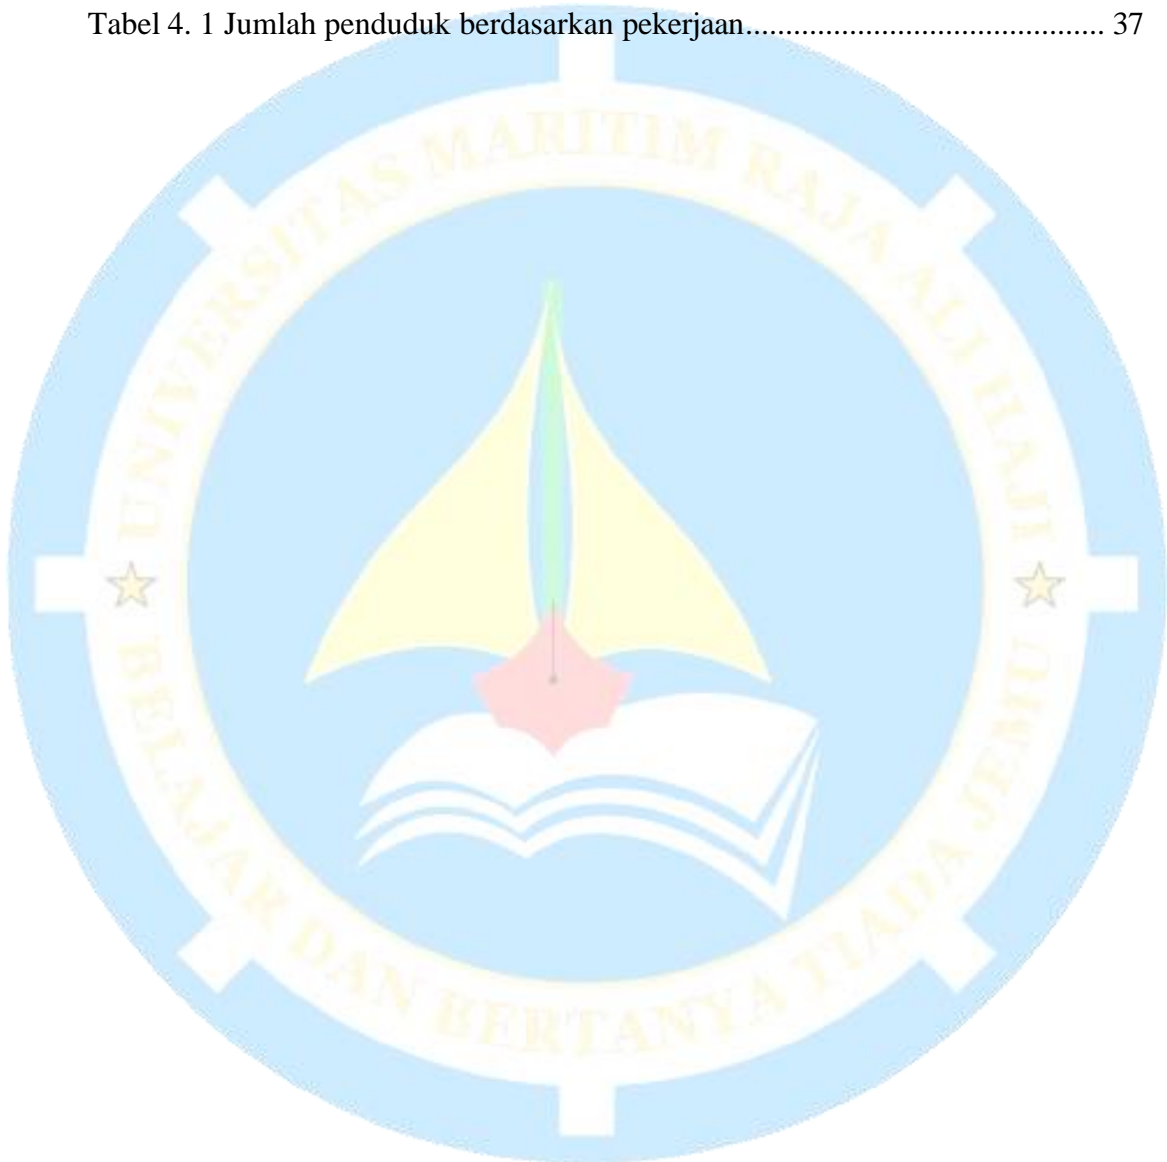 Tabel 4. 1 Jumlah penduduk berdasarkan pekerjaan............................................ 37
UNIVERSITAS MARITIM RAJA ALI HAJI
BELAJAR DAN BERTANYA TIADA JEMU